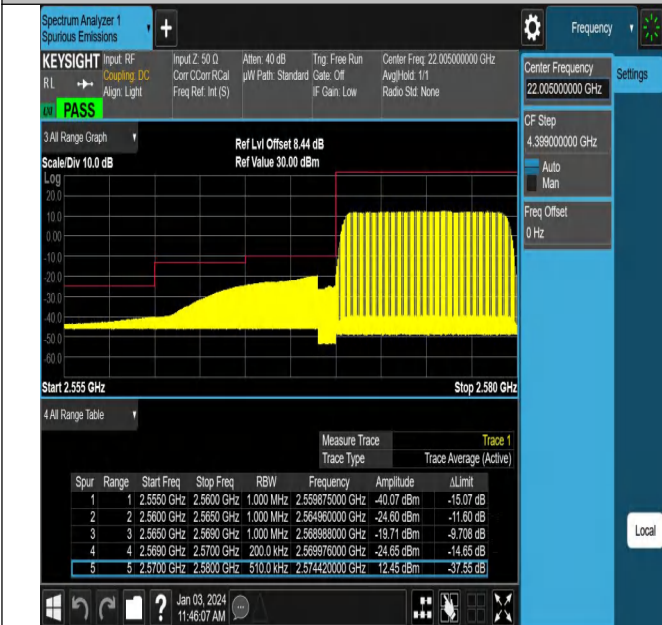 Spectrum Analyzer 1
Spurious Emissions
Frequency
KEYSIGHT
RL
PASS
Input: RF
Coupling: DC
Align: Light
Input Z: 50 Ω
Corr CCorr RCal
Freq Ref: Int (S)
Atten: 40 dB
µW Path: Standard
Trig: Free Run
Gate: Off
IF Gain: Low
Center Freq: 22.005000000 GHz
Avg|Hold: 1/1
Radio Std: None
Center Frequency
22.005000000 GHz
Settings
CF Step
4.399000000 GHz
Auto
Man
Freq Offset
0 Hz
Local
3 All Range Graph
Scale/Div 10.0 dB
Ref Lvl Offset 8.44 dB
Ref Value 30.00 dBm
Log
20.0
10.0
0.00
-10.0
-20.0
-30.0
-40.0
-50.0
-60.0
Start 2.555 GHz
Stop 2.580 GHz
4 All Range Table
Measure Trace Trace 1
Trace Type Trace Average (Active)
Spur Range Start Freq Stop Freq RBW Frequency Amplitude ΔLimit
1 1 2.5550 GHz 2.5600 GHz 1.000 MHz 2.559875000 GHz -40.07 dBm -15.07 dB
2 2 2.5600 GHz 2.5650 GHz 1.000 MHz 2.564960000 GHz -24.60 dBm -11.60 dB
3 3 2.5650 GHz 2.5690 GHz 1.000 MHz 2.568988000 GHz -19.71 dBm -9.708 dB
4 4 2.5690 GHz 2.5700 GHz 200.0 kHz 2.569976000 GHz -24.65 dBm -14.65 dB
5 5 2.5700 GHz 2.5800 GHz 510.0 kHz 2.574420000 GHz 12.45 dBm -37.55 dB
Jan 03, 2024
11:46:07 AM